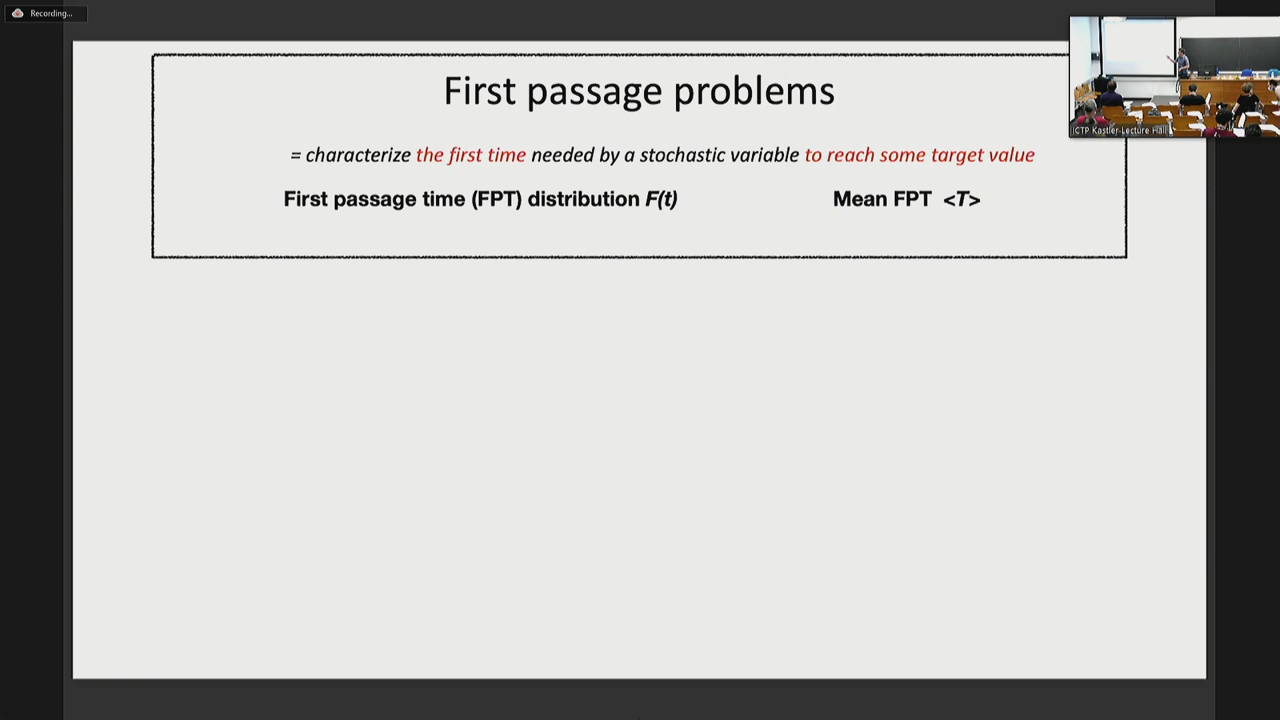 Recording...
First passage problems
= characterize the first time needed by a stochastic variable to reach some target value
First passage time (FPT) distribution F(t)
Mean FPT <T>
ICTP Kastler Lecture Hall